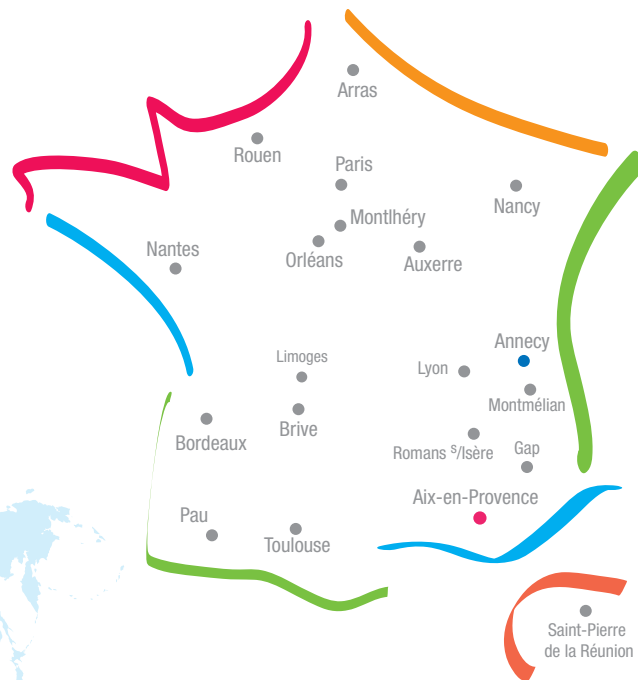 Arras
Rouen
Paris
Nancy
Montlhéry
Nantes
Orléans
Auxerre
Annecy
Limoges
Lyon
Montmélian
Bordeaux
Brive
Romans s/Isère
Gap
Aix-en-Provence
Pau
Toulouse
Saint-Pierre
de la Réunion